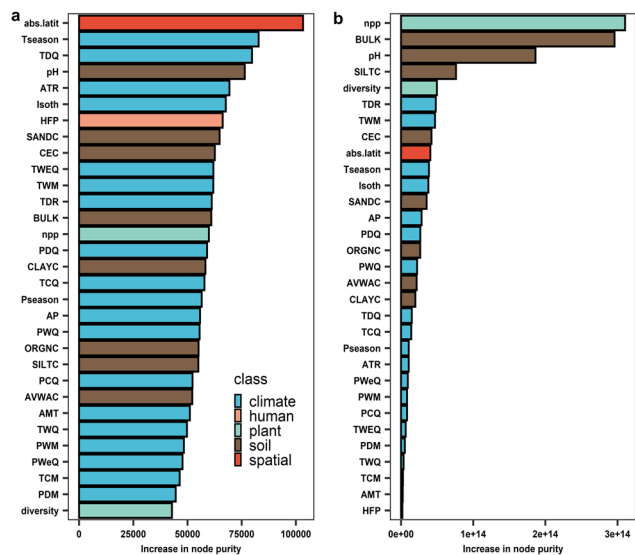 a
abs.latit
Tseason
TDQ
pH
ATR
Isoth
HFP
SANDC
CEC
TWEQ
TWM
TDR
BULK
npp
PDQ
CLAYC
TCQ
Pseason
AP
PWQ
ORGNC
SILTC
PCQ
AVWAC
AMT
TWQ
PWM
PWeQ
TCM
PDM
diversity
class
climate
human
plant
soil
spatial
0 25000 50000 75000 100000
Increase in node purity
b
npp
BULK
pH
SILTC
diversity
TDR
TWM
CEC
abs.latit
Tseason
Isoth
SANDC
AP
PDQ
ORGNC
PWQ
AVWAC
CLAYC
TDQ
TCQ
Pseason
ATR
PWeQ
PWM
PCQ
TWEQ
PDM
TWQ
TCM
AMT
HFP
0e+00 1e+14 2e+14 3e+14
Increase in node purity